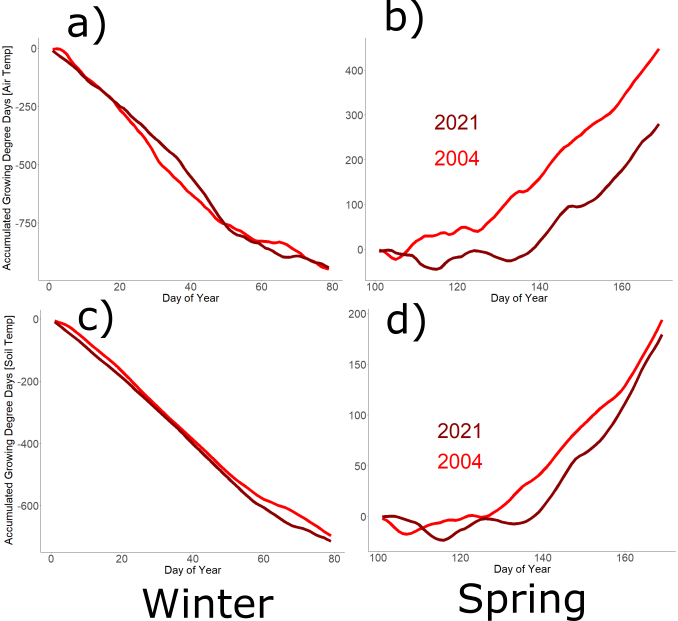 a)
Accumulated Growing Degree Days [Air Temp]
0
-250
-500
-750
0 20 40 60 80
Day of Year
b)
400
300
200
100
0
2021
2004
100 120 140 160
Day of Year
c)
Accumulated Growing Degree Days [Soil Temp]
0
-200
-400
-600
0 20 40 60 80
Day of Year
Winter
d)
200
150
100
50
0
2021
2004
100 120 140 160
Day of Year
Spring